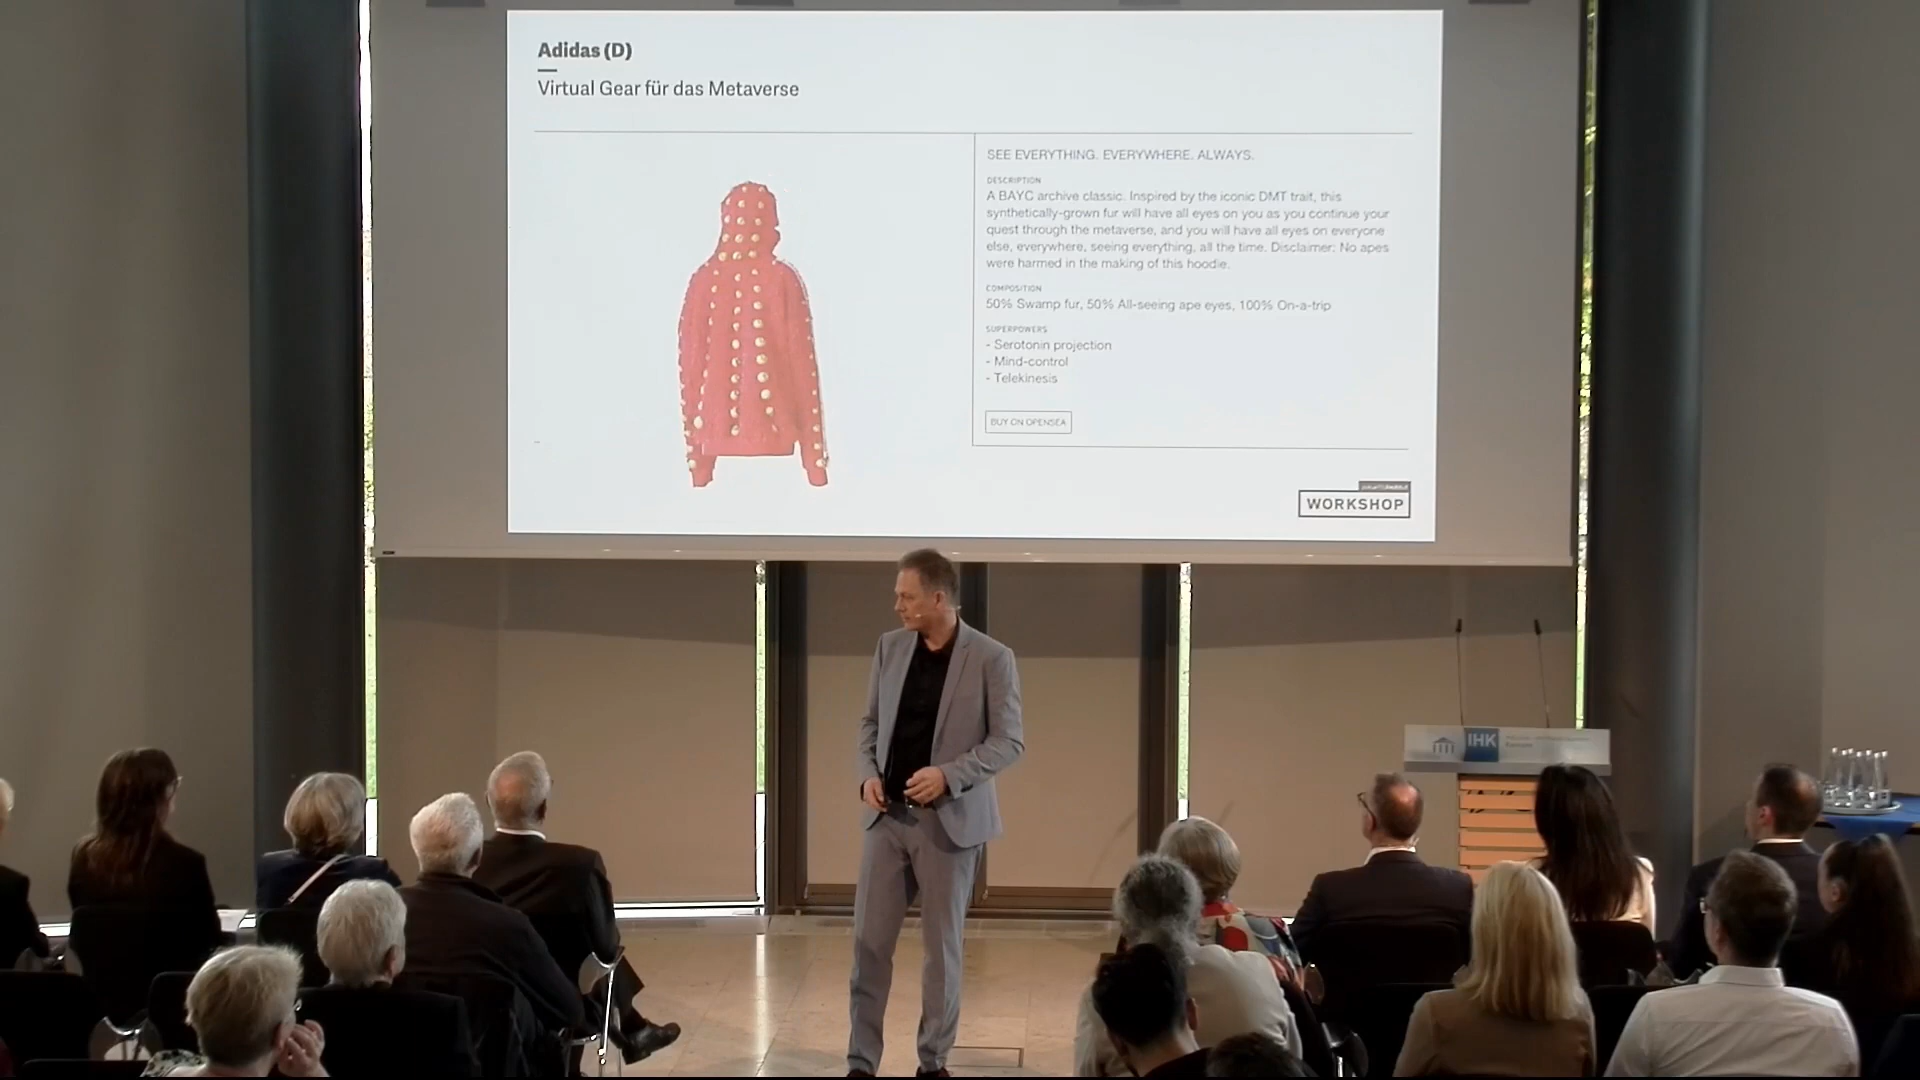 Adidas (D)
Virtual Gear für das Metaverse
SEE EVERYTHING. EVERYWHERE. ALWAYS.
DESCRIPTION
A BAYC archive classic. Inspired by the iconic DMT trait, this
synthetically-grown fur will have all eyes on you as you continue your
quest through the metaverse, and you will have all eyes on everyone
else, everywhere, seeing everything, all the time. Disclaimer: No apes
were harmed in the making of this hoodie.
COMPOSITION
50% Swamp fur, 50% All-seeing ape eyes, 100% On-a-trip
SUPERPOWERS
- Serotonin projection
- Mind-control
- Telekinesis
BUY ON OPENSEA
WORKSHOP
IHK